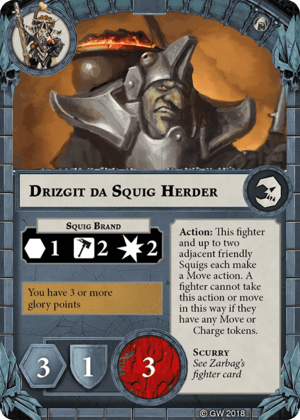 Drizgit da Squig Herder
Squig Brand
1 2 2
You have 3 or more
glory points
Action: This fighter
and up to two
adjacent friendly
Squigs each make
a Move action. A
fighter cannot take
this action or move
in this way if they
have any Move or
Charge tokens.
Scurry
See Zarbag's
fighter card
3 1 3
© GW 2018